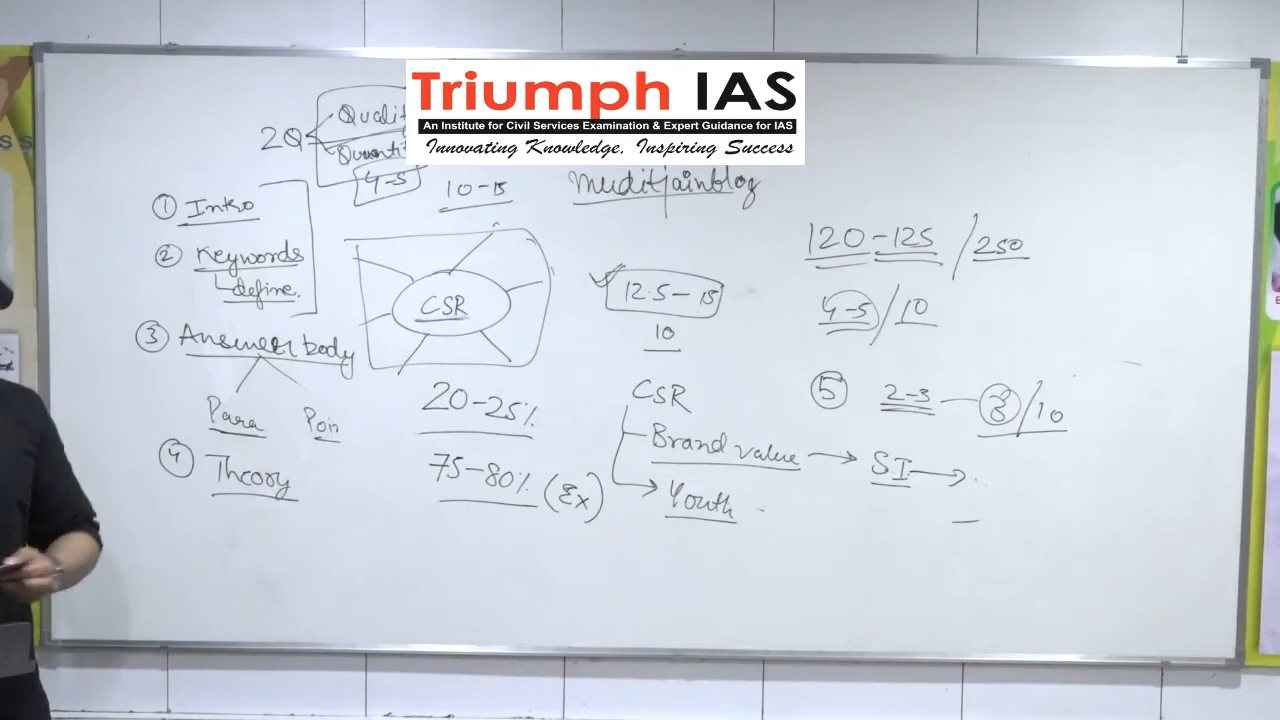 Triumph IAS
An Institute for Civil Services Examination & Expert Guidance for IAS
Innovating Knowledge, Inspiring Success
2Q
Qualit
Quantit
4-5
10-15
muditjainblog
① Intro
② Keywords
define.
③ Answer body
Para
Poin
④ Theory
CSR
20-25%
75-80% (Ex)
12.5-15
10
CSR
Brand value → S.I →
Youth
120-125/250
4-5/10
⑤ 2-3 - 8/10